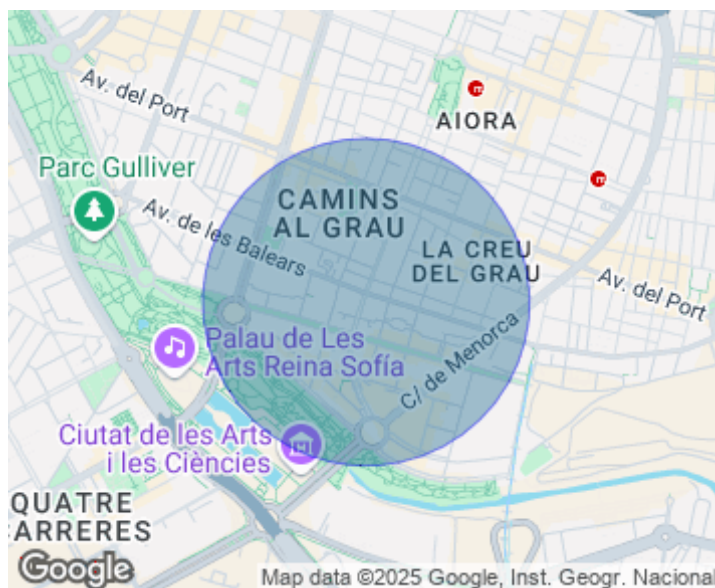 Av. del Port
AIORA
Parc Gulliver
CAMINS
AL GRAU
Av. de les Balears
LA CREU
DEL GRAU
Av. del Port
Palau de Les
Arts Reina Sofía
C/ de Menorca
Ciutat de les Arts
i les Ciències
QUATRE
CARRERES
Google
Map data ©2025 Google, Inst. Geogr. Nacional